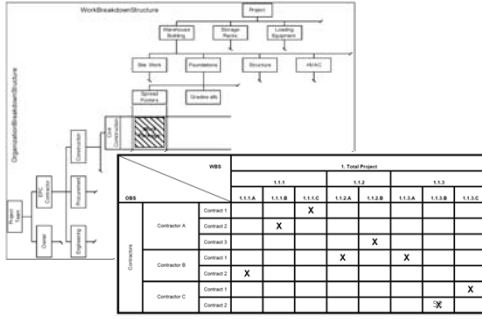 WorkBreakdownStructure
Project
Warehouse
Building
Storage
Racks
Loading
Equipment
Site Work
Foundations
Structure
HVAC
Spread
Footers
OrganizationBreakdownStructure
Project
Team
EPC
Contractor
Owner
Construction
Procurement
Engineering
Civil
Construction
WBS
1. Total Project
1.1.1
1.1.2
1.1.3
OBS
1.1.1.A
1.1.1.B
1.1.1.C
1.1.2.A
1.1.2.B
1.1.3.A
1.1.3.B
1.1.3.C
Contractors
Contractor A
Contract 1
X
Contract 2
X
Contract 3
X
Contractor B
Contract 1
X
X
Contract 2
X
Contractor C
Contract 1
X
Contract 2
X